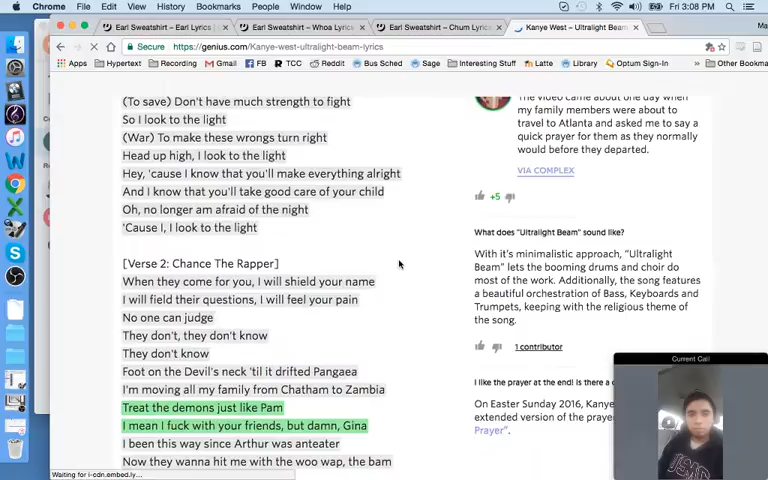 Chrome File Edit View History Bookmarks People Window Help Fri 3:08 PM
Earl Sweatshirt – Earl Lyrics Earl Sweatshirt – Whoa Lyrics Earl Sweatshirt – Chum Lyrics Kanye West – Ultralight Beam
Secure https://genius.com/Kanye-west-ultralight-beam-lyrics
Apps Hypertext Recording Gmail FB TCC Reddit Bus Sched Sage Interesting Stuff Latte Library Optum Sign-In Other Bookmarks
(To save) Don't have much strength to fight
So I look to the light
(War) To make these wrongs turn right
Head up high, I look to the light
Hey, 'cause I know that you'll make everything alright
And I know that you'll take good care of your child
Oh, no longer am afraid of the night
'Cause I, I look to the light
[Verse 2: Chance The Rapper]
When they come for you, I will shield your name
I will field their questions, I will feel your pain
No one can judge
They don't, they don't know
They don't know
Foot on the Devil's neck 'til it drifted Pangaea
I'm moving all my family from Chatham to Zambia
Treat the demons just like Pam
I mean I fuck with your friends, but damn, Gina
I been this way since Arthur was anteater
Now they wanna hit me with the woo wap, the bam
Waiting for i-cdn.embed.ly...
The video came about one day when
my family members were about to
travel to Atlanta and asked me to say a
quick prayer for them as they normally
would before they departed.
VIA COMPLEX
+5
What does "Ultralight Beam" sound like?
With it's minimalistic approach, "Ultralight
Beam" lets the booming drums and choir do
most of the work. Additionally, the song features
a beautiful orchestration of Bass, Keyboards and
Trumpets, keeping with the religious theme of
the song.
1 contributor
I like the prayer at the end! Is there a
On Easter Sunday 2016, Kanye
extended version of the prayer
Prayer".
Current Call